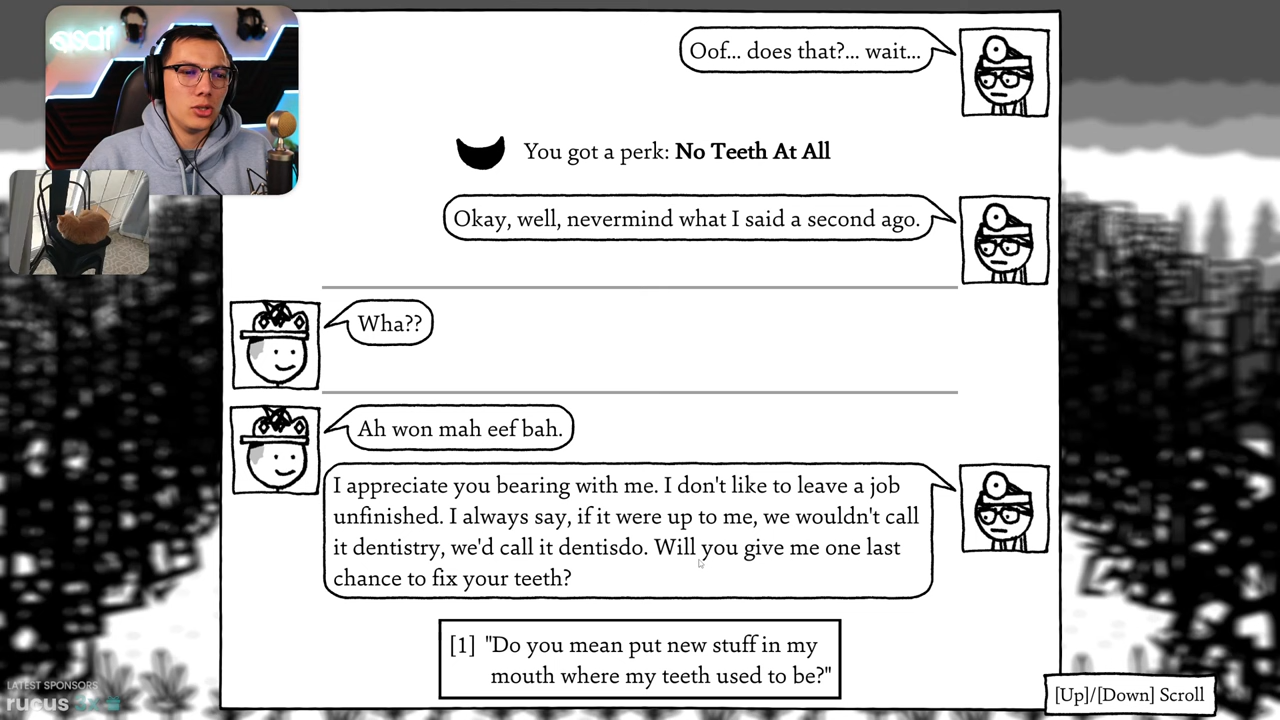 Oof... does that?... wait...
You got a perk: No Teeth At All
Okay, well, nevermind what I said a second ago.
Wha??
Ah won mah eef bah.
I appreciate you bearing with me. I don't like to leave a job
unfinished. I always say, if it were up to me, we wouldn't call
it dentistry, we'd call it dentisdo. Will you give me one last
chance to fix your teeth?
[1] "Do you mean put new stuff in my
mouth where my teeth used to be?"
[Up]/[Down] Scroll
LATEST SPONSORS
rucus